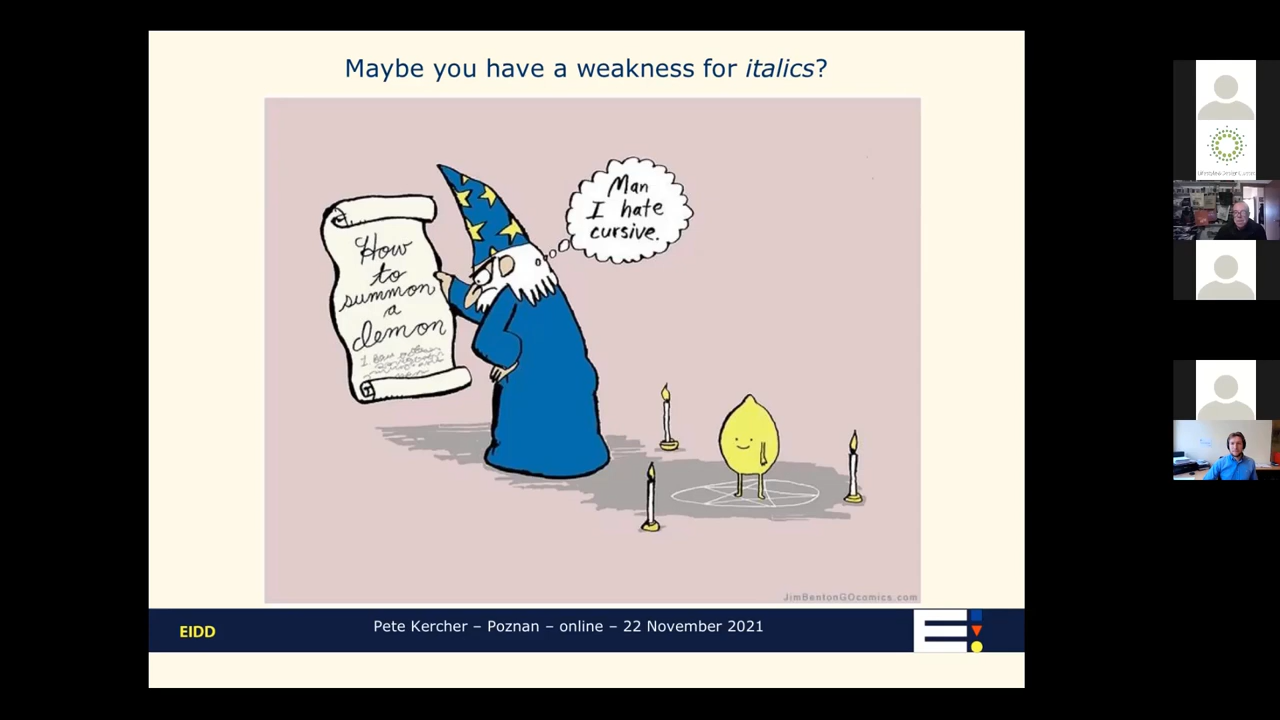 Maybe you have a weakness for italics?
Man
I hate
cursive.
How
to
summon
a
demon
JimBentonGOcomics.com
EIDD
Pete Kercher – Poznan – online – 22 November 2021